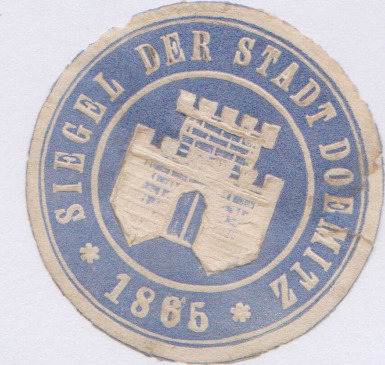 SIEGEL DER STADT DOEMITZ
* 1865 *